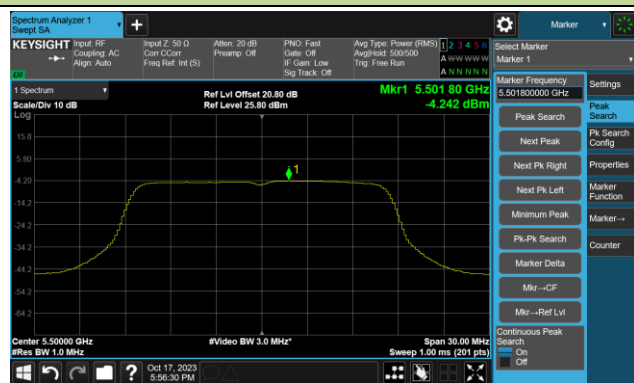 Spectrum Analyzer 1
Swept SA
+
Marker
KEYSIGHT
Input: RF
Coupling: AC
Align: Auto
Input Z: 50 Ω
Corr CCorr
Freq Ref: Int (S)
Atten: 20 dB
Preamp: Off
PNO: Fast
Gate: Off
IF Gain: Low
Sig Track: Off
Avg Type: Power (RMS)
Avg|Hold: 500/500
Trig: Free Run
1 2 3 4 5 6
A W W W W W
A N N N N N
Select Marker
Marker 1
1 Spectrum
Scale/Div 10 dB
Log
Ref Lvl Offset 20.80 dB
Ref Level 25.80 dBm
Mkr1 5.501 80 GHz
-4.242 dBm
15.8
5.80
-4.20
-14.2
-24.2
-34.2
-44.2
-54.2
-64.2
1
Center 5.50000 GHz
#Res BW 1.0 MHz
#Video BW 3.0 MHz*
Span 30.00 MHz
Sweep 1.00 ms (201 pts)
Marker Frequency
5.501800000 GHz
Peak Search
Next Peak
Next Pk Right
Next Pk Left
Minimum Peak
Pk-Pk Search
Marker Delta
Mkr→CF
Mkr→Ref Lvl
Continuous Peak
Search
On
Off
Settings
Peak
Search
Pk Search
Config
Properties
Marker
Function
Marker→
Counter
?
Oct 17, 2023
5:56:30 PM